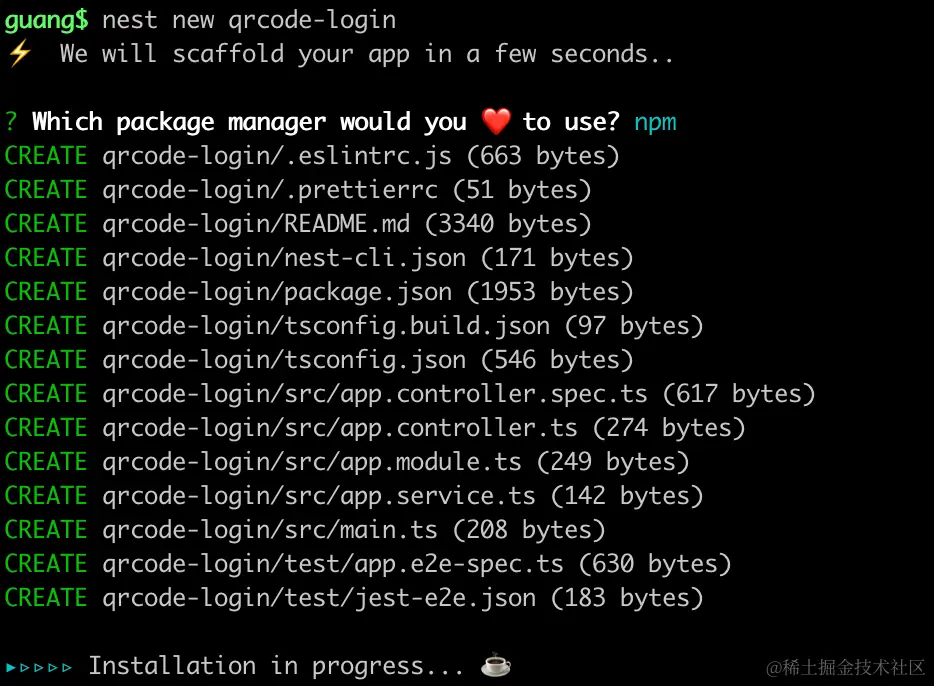 guang$ nest new qrcode-login
⚡ We will scaffold your app in a few seconds..
? Which package manager would you ❤️ to use? npm
CREATE qrcode-login/.eslintrc.js (663 bytes)
CREATE qrcode-login/.prettierrc (51 bytes)
CREATE qrcode-login/README.md (3340 bytes)
CREATE qrcode-login/nest-cli.json (171 bytes)
CREATE qrcode-login/package.json (1953 bytes)
CREATE qrcode-login/tsconfig.build.json (97 bytes)
CREATE qrcode-login/tsconfig.json (546 bytes)
CREATE qrcode-login/src/app.controller.spec.ts (617 bytes)
CREATE qrcode-login/src/app.controller.ts (274 bytes)
CREATE qrcode-login/src/app.module.ts (249 bytes)
CREATE qrcode-login/src/app.service.ts (142 bytes)
CREATE qrcode-login/src/main.ts (208 bytes)
CREATE qrcode-login/test/app.e2e-spec.ts (630 bytes)
CREATE qrcode-login/test/jest-e2e.json (183 bytes)
▸▹▹▹▹ Installation in progress... ☕
@稀土掘金技术社区